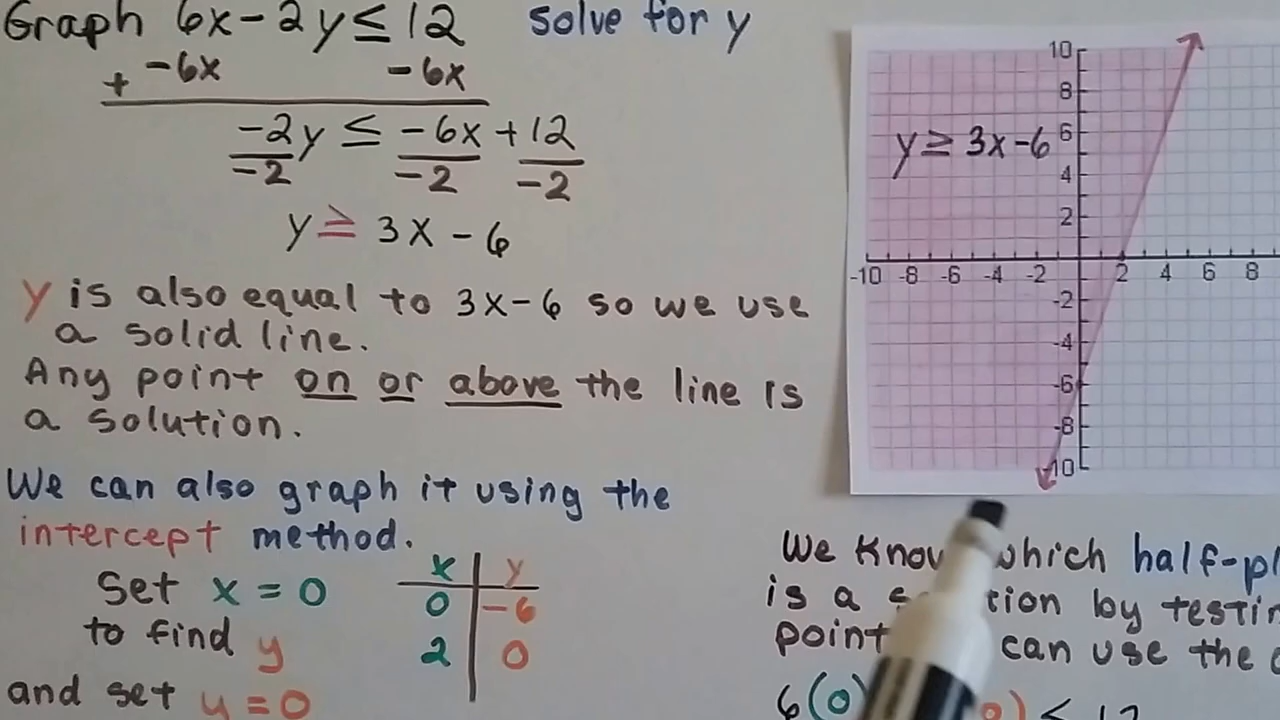 Graph 6x-2y≤12 solve for y
+ -6x -6x
-2y ≤ -6x + 12
-2 -2 -2
y ≥ 3x - 6
y is also equal to 3x-6 so we use
a solid line.
Any point on or above the line is
a solution.
We can also graph it using the
intercept method.
Set x = 0
to find y
and set y = 0
x y
0 -6
2 0
y ≥ 3x-6
10
8
6
4
2
-10 -8 -6 -4 -2 2 4 6 8
-2
-4
-6
-8
-10
We know which
is a by
point can use the
6(0) ≤ 12